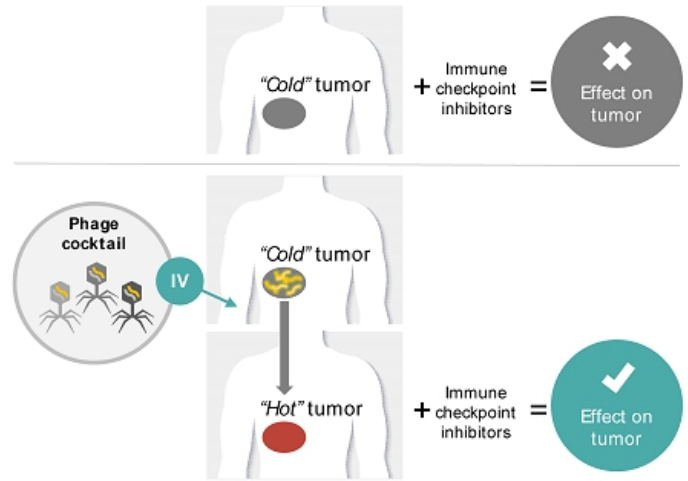 “Cold” tumor
+ Immune
checkpoint
inhibitors
=
Effect on
tumor
Phage
cocktail
IV
“Cold” tumor
“Hot” tumor
+ Immune
checkpoint
inhibitors
=
Effect on
tumor